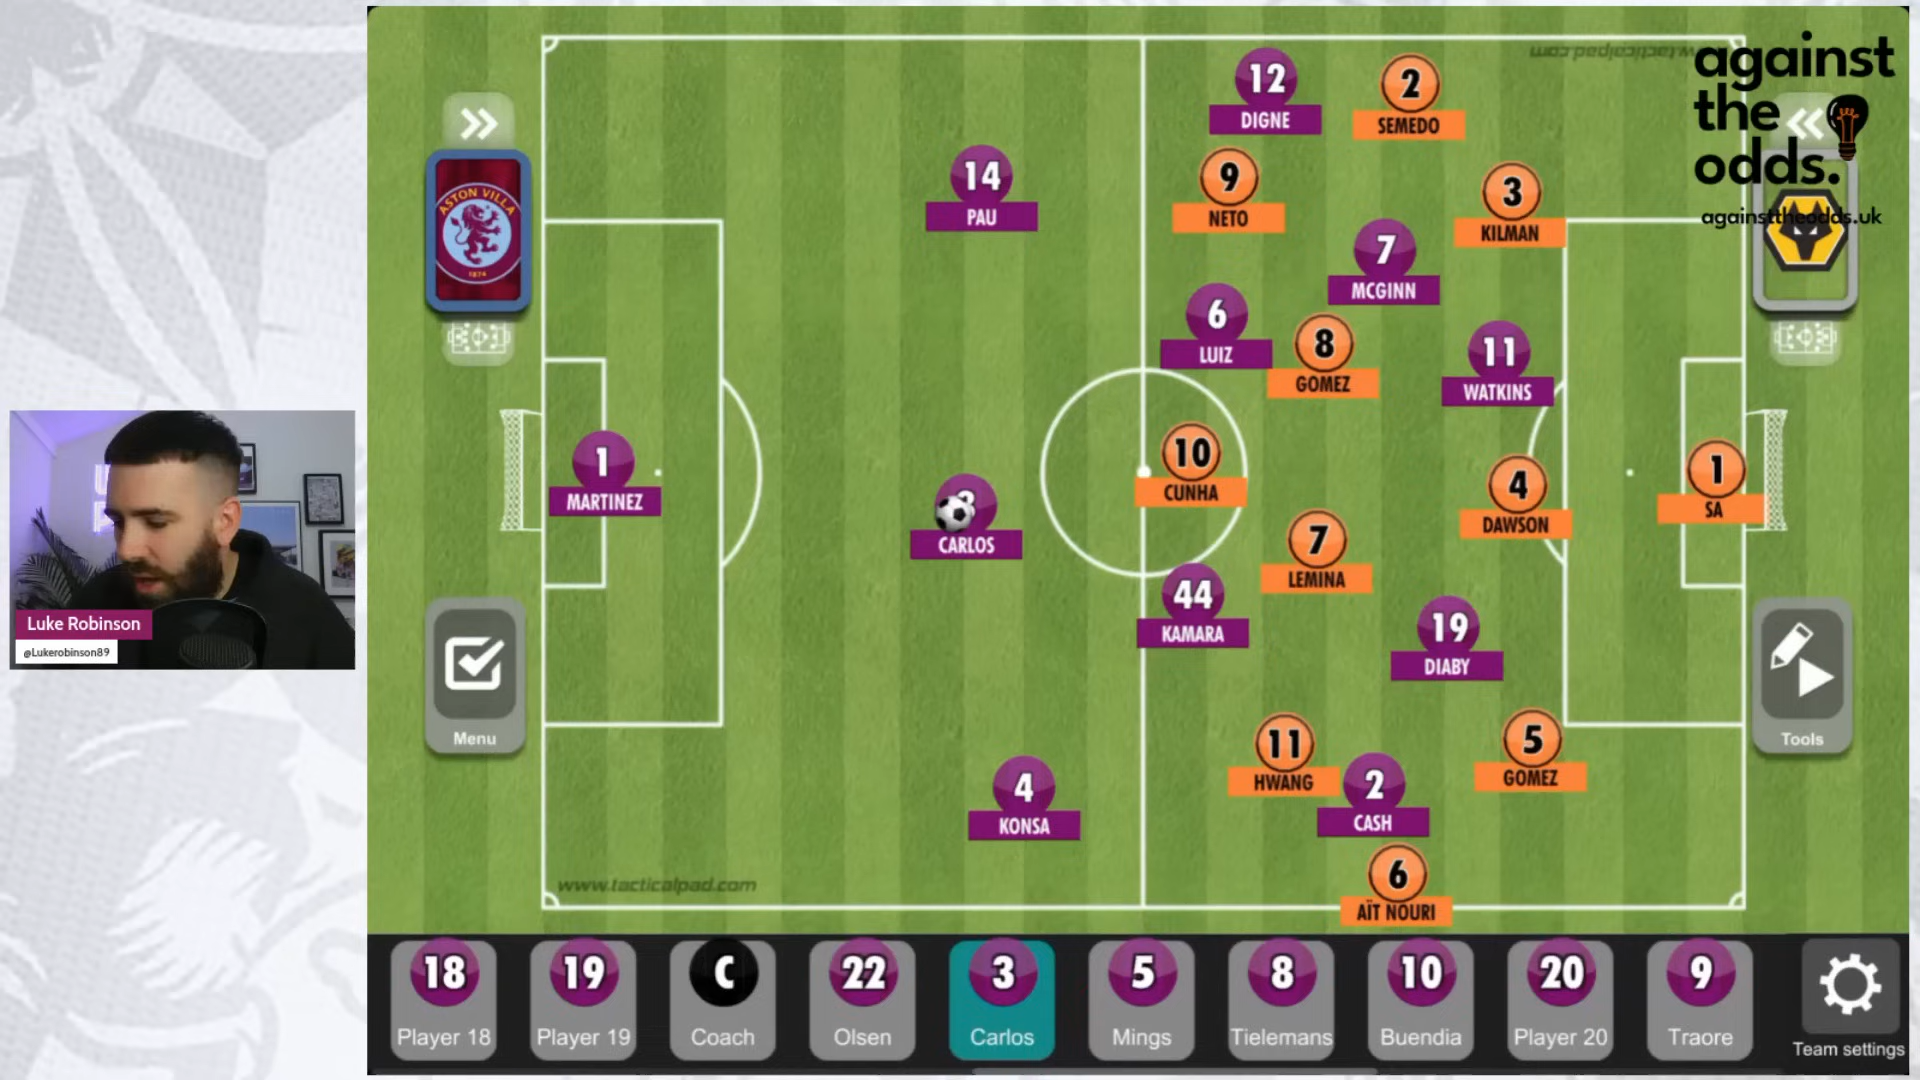 against
the
odds.
againsttheodds.uk
12
DIGNE
2
SEMEDO
14
PAU
9
NETO
3
KILMAN
ASTON VILLA
1874
7
MCGINN
6
LUIZ
8
GOMEZ
11
WATKINS
1
MARTINEZ
10
CUNHA
4
DAWSON
1
SA
CARLOS
7
LEMINA
44
KAMARA
19
DIABY
Luke Robinson
@Lukerobinson89
Menu
Tools
11
HWANG
5
GOMEZ
4
KONSA
2
CASH
6
AÏT NOURI
www.tacticalpad.com
18
Player 18
19
Player 19
C
Coach
22
Olsen
3
Carlos
5
Mings
8
Tielemans
10
Buendia
20
Player 20
9
Traore
Team settings